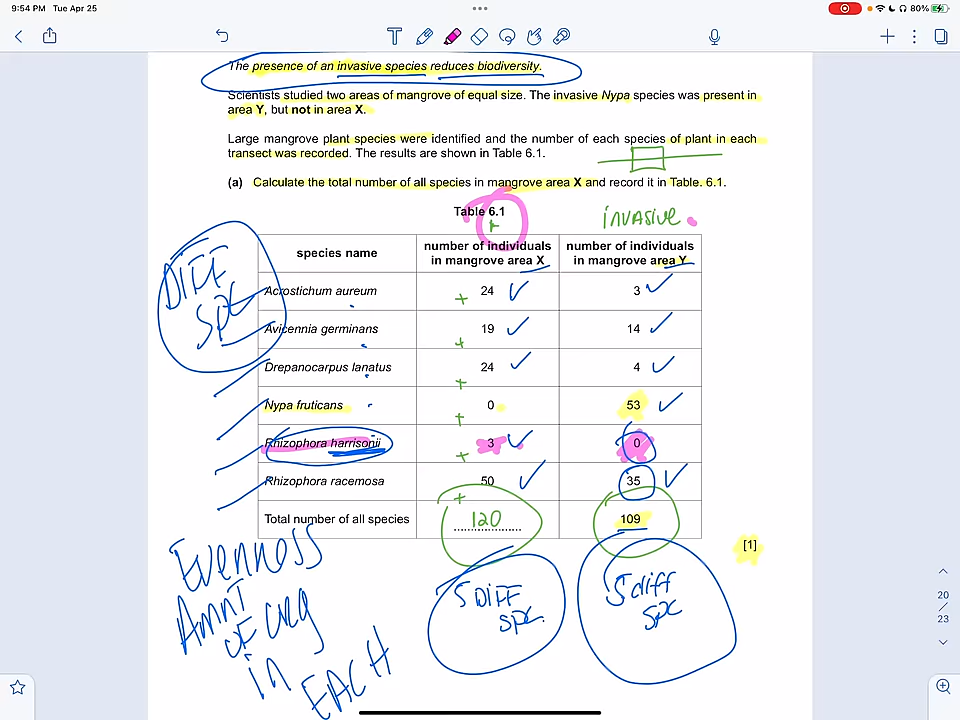 9:54 PM Tue Apr 25
80%
The presence of an invasive species reduces biodiversity.
Scientists studied two areas of mangrove of equal size. The invasive Nypa species was present in
area Y, but not in area X.
Large mangrove plant species were identified and the number of each species of plant in each
transect was recorded. The results are shown in Table 6.1.
(a) Calculate the total number of all species in mangrove area X and record it in Table. 6.1.
Table 6.1
invasive
species name
number of individuals
in mangrove area X
number of individuals
in mangrove area Y
Acrostichum aureum 24 3
Avicennia germinans 19 14
Drepanocarpus lanatus 24 4
Nypa fruticans 0 53
Rhizophora harrisonii 3 0
Rhizophora racemosa 50 35
Total number of all species 120 109
[1]
DIFF
SPC
Evenness
Amnt
of org
in
EACH
5 DIFF
spc.
5 diff
spc
20
/
23